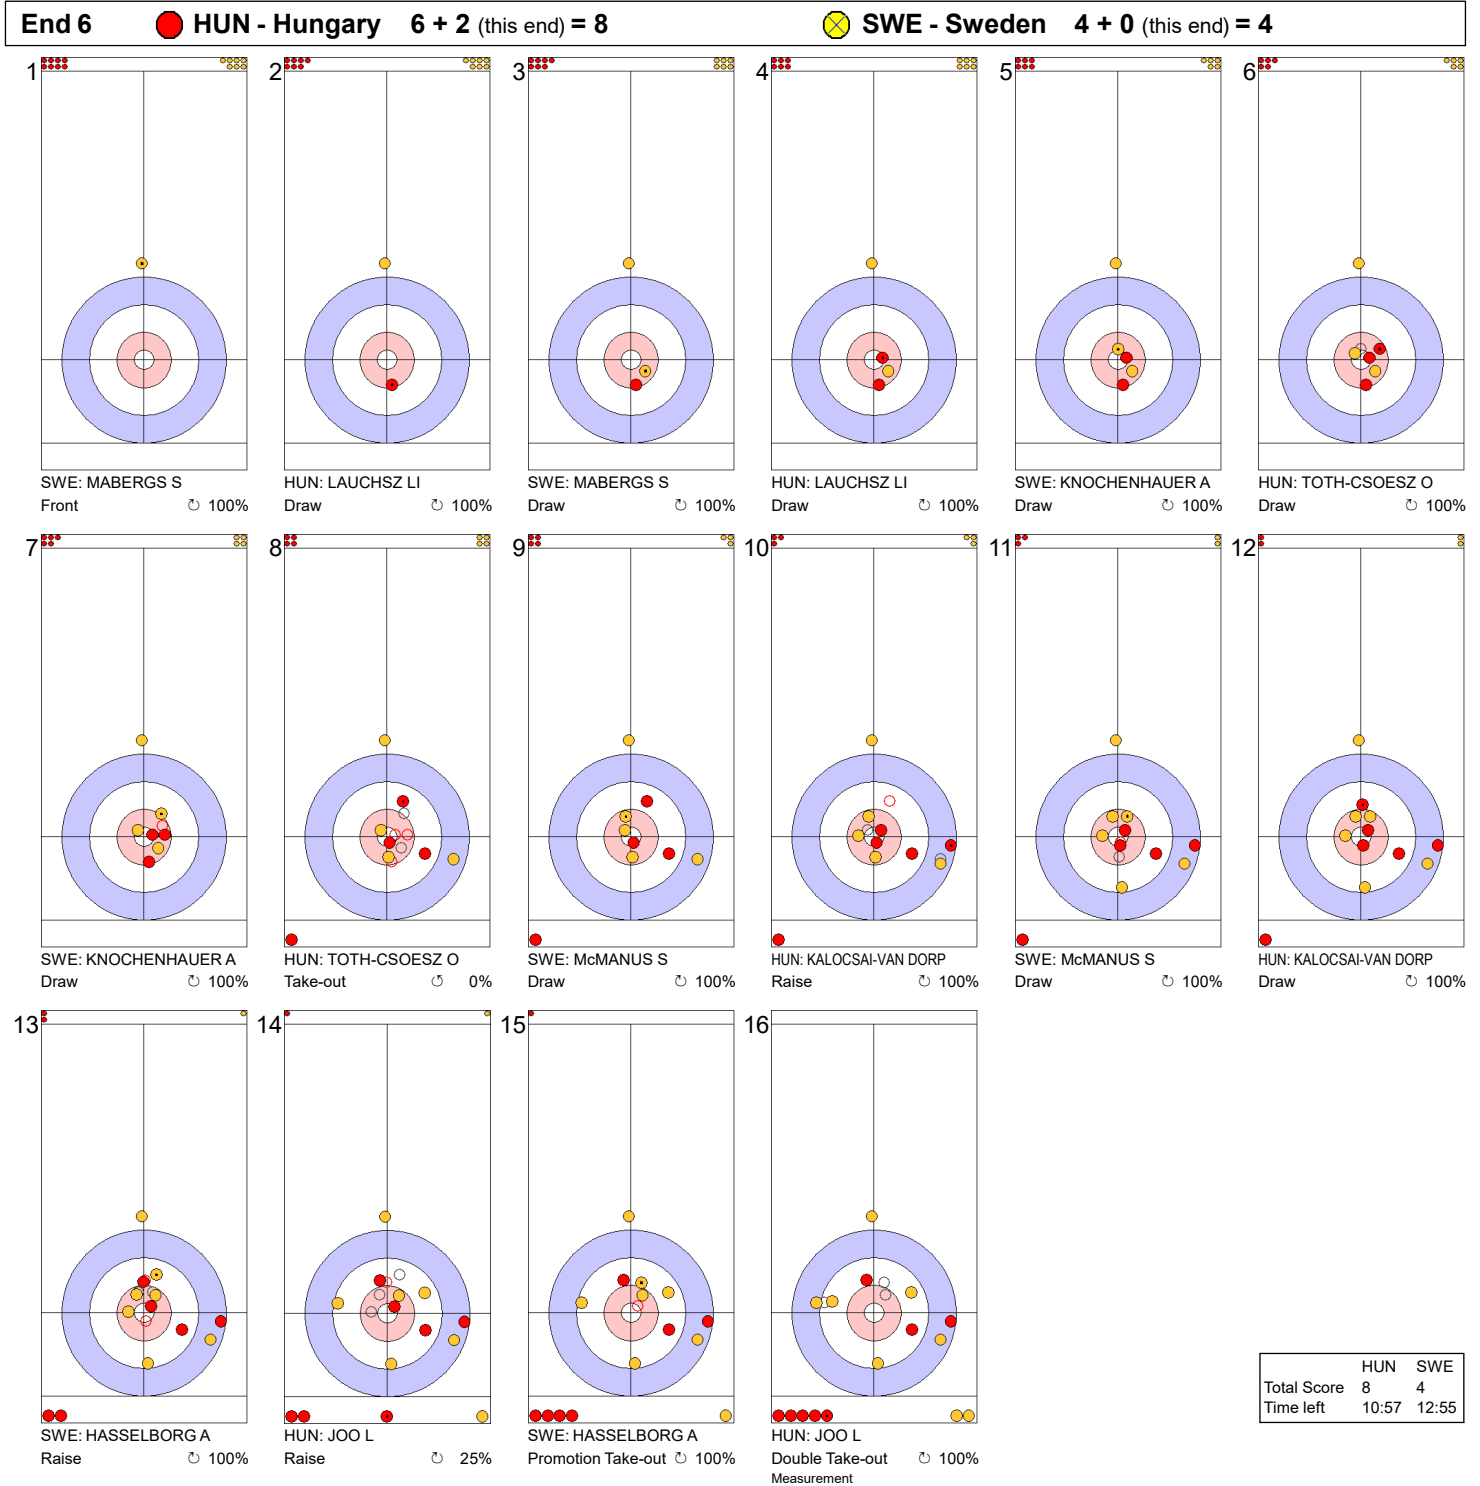 End 6 HUN - Hungary 6 + 2 (this end) = 8 SWE - Sweden 4 + 0 (this end) = 4
1 2 3 4 5 6
SWE: MABERGS S HUN: LAUCHSZ LI SWE: MABERGS S HUN: LAUCHSZ LI SWE: KNOCHENHAUER A HUN: TOTH-CSOESZ O
Front ↻ 100% Draw ↻ 100% Draw ↻ 100% Draw ↻ 100% Draw ↻ 100% Draw ↻ 100%
7 8 9 10 11 12
SWE: KNOCHENHAUER A HUN: TOTH-CSOESZ O SWE: McMANUS S HUN: KALOCSAI-VAN DORP SWE: McMANUS S HUN: KALOCSAI-VAN DORP
Draw ↻ 100% Take-out ↺ 0% Draw ↻ 100% Raise ↻ 100% Draw ↻ 100% Draw ↻ 100%
13 14 15 16
SWE: HASSELBORG A HUN: JOO L SWE: HASSELBORG A HUN: JOO L
Raise ↻ 100% Raise ↻ 25% Promotion Take-out ↻ 100% Double Take-out ↻ 100%
Measurement
HUN SWE
Total Score 8 4
Time left 10:57 12:55